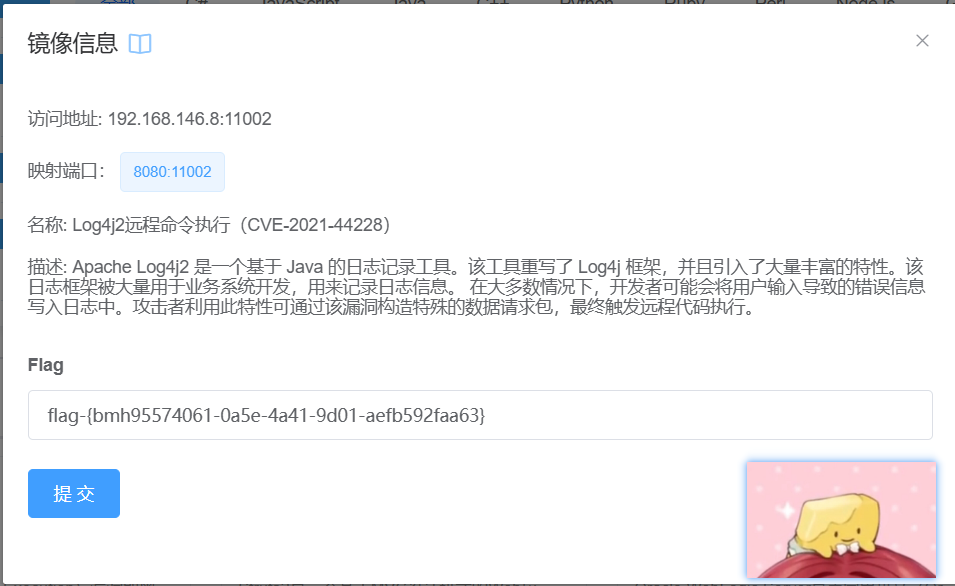 镜像信息
访问地址: 192.168.146.8:11002
映射端口： 8080:11002
名称: Log4j2远程命令执行（CVE-2021-44228）
描述: Apache Log4j2 是一个基于 Java 的日志记录工具。该工具重写了 Log4j 框架，并且引入了大量丰富的特性。该
日志框架被大量用于业务系统开发，用来记录日志信息。 在大多数情况下，开发者可能会将用户输入导致的错误信息
写入日志中。攻击者利用此特性可通过该漏洞构造特殊的数据请求包，最终触发远程代码执行。
Flag
flag-{bmh95574061-0a5e-4a41-9d01-aefb592faa63}
提 交